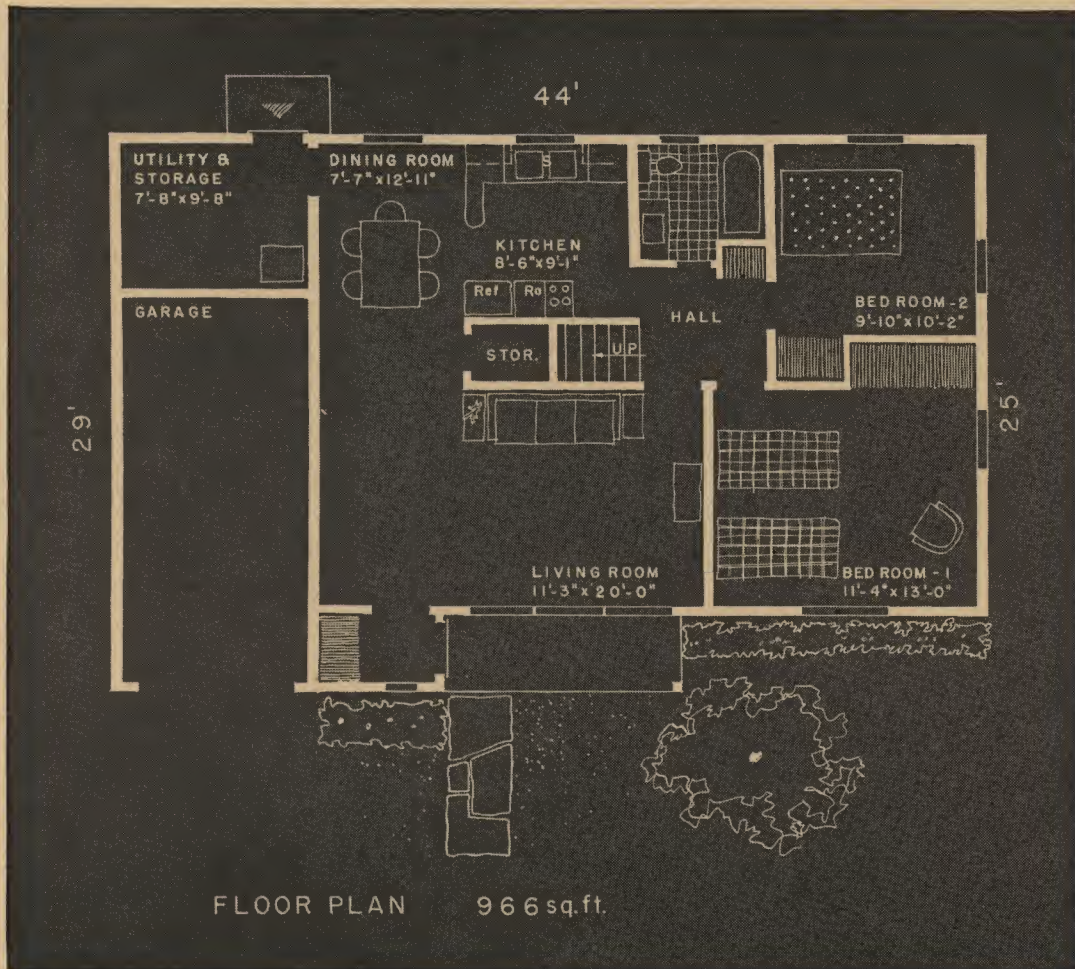 44'
UTILITY &
STORAGE
7'-8"x9'-8"
DINING ROOM
7'-7"x12'-11"
S
KITCHEN
8'-6"x9'-1"
Ref
Ra
GARAGE
HALL
BED ROOM-2
9'-10"x10'-2"
STOR.
UP
29'
25'
LIVING ROOM
11'-3"x20'-0"
BED ROOM-1
11'-4"x13'-0"
FLOOR PLAN 966sq.ft.